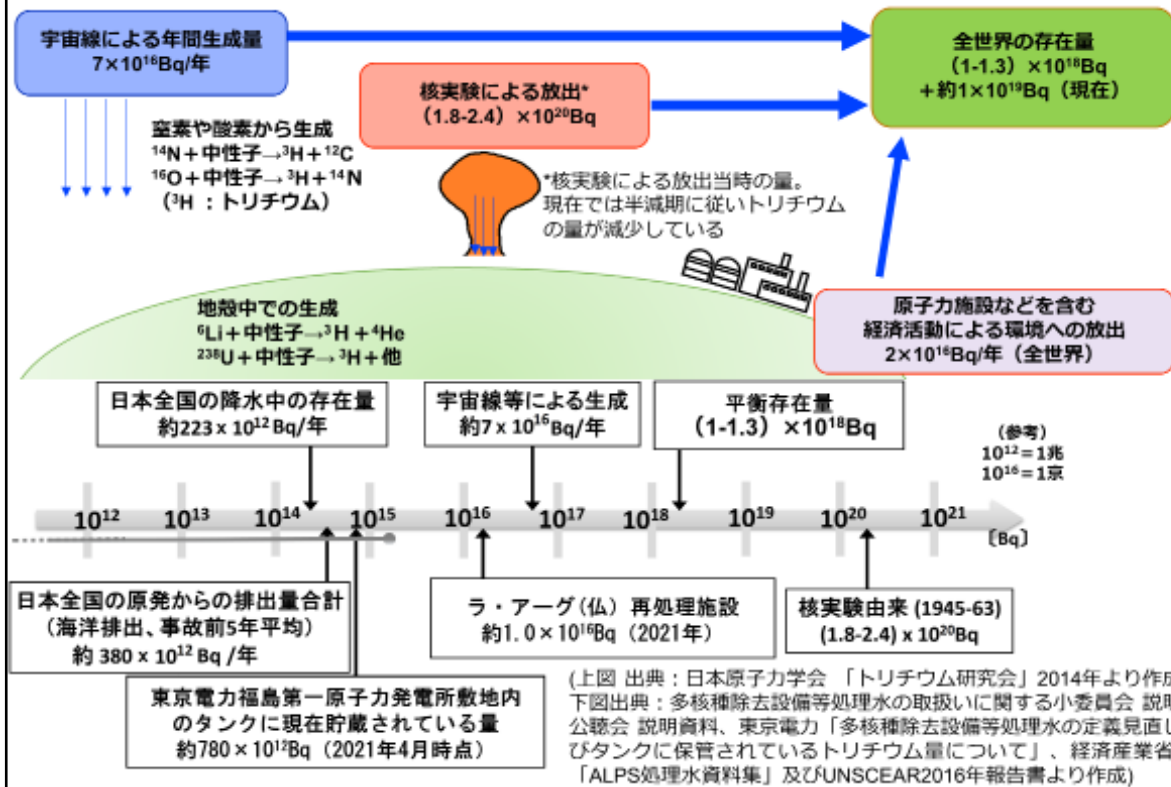 宇宙線による年間生成量
7×10¹⁶Bq/年
核実験による放出*
(1.8-2.4) ×10²⁰Bq
全世界の存在量
(1-1.3) ×10¹⁸Bq
+約1×10¹⁹Bq(現在)
窒素や酸素から生成
¹⁴N+中性子→³H+¹²C
¹⁶O+中性子→³H+¹⁴N
(³H :トリチウム)
*核実験による放出当時の量。
現在では半減期に従いトリチウム
の量が減少している
地殻中での生成
⁶Li+中性子→³H+⁴He
²³⁸U+中性子→ ³H+他
原子力施設などを含む
経済活動による環境への放出
2×10¹⁶Bq/年(全世界)
日本全国の降水中の存在量
約223 x 10¹² Bq/年
宇宙線等による生成
約7 x 10¹⁶Bq/年
平衡存在量
(1-1.3) ×10¹⁸Bq
(参考)
10¹²=1兆
10¹⁶=1京
10¹² 10¹³ 10¹⁴ 10¹⁵ 10¹⁶ 10¹⁷ 10¹⁸ 10¹⁹ 10²⁰ 10²¹
[Bq]
日本全国の原発からの排出量合計
(海洋排出、事故前5年平均)
約 380 x 10¹² Bq /年
東京電力福島第一原子力発電所敷地内
のタンクに現在貯蔵されている量
約780×10¹²Bq(2021年4月時点)
ラ・アーグ(仏)再処理施設
約1.0×10¹⁶Bq(2021年)
核実験由来 (1945-63)
(1.8-2.4) x 10²⁰Bq
(上図 出典:日本原子力学会 「トリチウム研究会」2014年より作成
下図出典:多核種除去設備等処理水の取扱いに関する小委員会 説明
公聴会 説明資料、東京電力「多核種除去設備等処理水の定義見直し
びタンクに保管されているトリチウム量について」、経済産業省
「ALPS処理水資料集」及びUNSCEAR2016年報告書より作成)